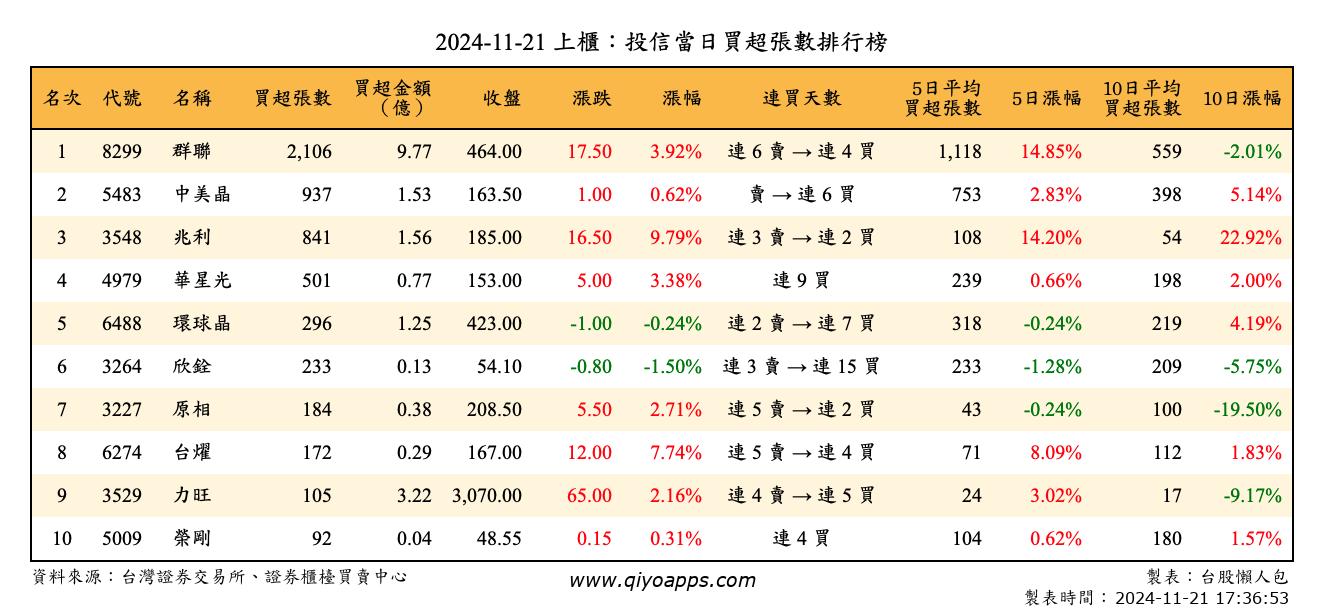 2024-11-21 上櫃：投信當日買超張數排行榜
名次 代號 名稱 買超張數 買超金額（億） 收盤 漲跌 漲幅 連買天數 5日平均買超張數 5日漲幅 10日平均買超張數 10日漲幅
1 8299 群聯 2,106 9.77 464.00 17.50 3.92% 連 6 賣 → 連 4 買 1,118 14.85% 559 -2.01%
2 5483 中美晶 937 1.53 163.50 1.00 0.62% 賣 → 連 6 買 753 2.83% 398 5.14%
3 3548 兆利 841 1.56 185.00 16.50 9.79% 連 3 賣 → 連 2 買 108 14.20% 54 22.92%
4 4979 華星光 501 0.77 153.00 5.00 3.38% 連 9 買 239 0.66% 198 2.00%
5 6488 環球晶 296 1.25 423.00 -1.00 -0.24% 連 2 賣 → 連 7 買 318 -0.24% 219 4.19%
6 3264 欣銓 233 0.13 54.10 -0.80 -1.50% 連 3 賣 → 連 15 買 233 -1.28% 209 -5.75%
7 3227 原相 184 0.38 208.50 5.50 2.71% 連 5 賣 → 連 2 買 43 -0.24% 100 -19.50%
8 6274 台燿 172 0.29 167.00 12.00 7.74% 連 5 賣 → 連 4 買 71 8.09% 112 1.83%
9 3529 力旺 105 3.22 3,070.00 65.00 2.16% 連 4 賣 → 連 5 買 24 3.02% 17 -9.17%
10 5009 榮剛 92 0.04 48.55 0.15 0.31% 連 4 買 104 0.62% 180 1.57%
資料來源：台灣證券交易所、證券櫃檯買賣中心
www.qiyoapps.com
製表：台股懶人包
製表時間：2024-11-21 17:36:53